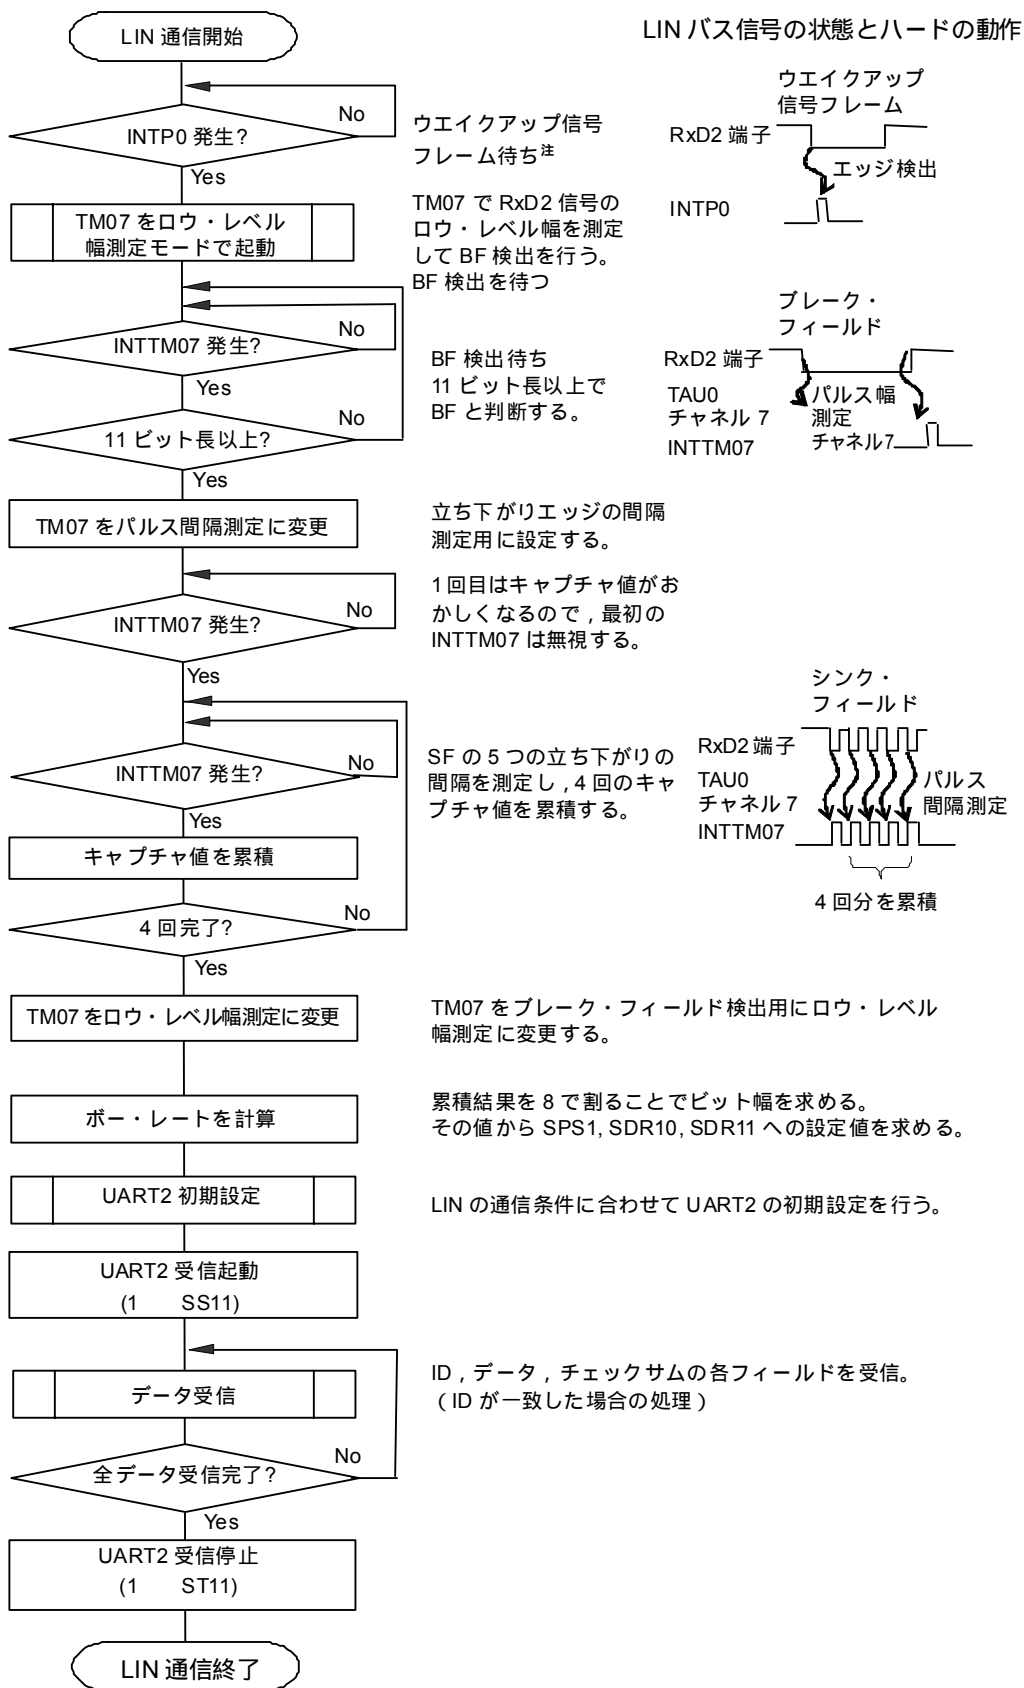 LIN バス信号の状態とハードの動作
LIN 通信開始
No
INTP0 発生?
Yes
ウエイクアップ信号
フレーム待ち注
ウエイクアップ
信号フレーム
RxD2 端子
エッジ検出
INTP0
TM07 をロウ・レベル
幅測定モードで起動
TM07 で RxD2 信号の
ロウ・レベル幅を測定
して BF 検出を行う。
BF 検出を待つ
No
INTTM07 発生?
Yes
No
11 ビット長以上?
Yes
BF 検出待ち
11 ビット長以上で
BF と判断する。
ブレーク・
フィールド
RxD2 端子
TAU0
チャネル 7
INTTM07
パルス幅
測定
チャネル7
TM07 をパルス間隔測定に変更
立ち下がりエッジの間隔
測定用に設定する。
No
INTTM07 発生?
Yes
1 回目はキャプチャ値がお
かしくなるので，最初の
INTTM07 は無視する。
No
INTTM07 発生?
Yes
SF の 5 つの立ち下がりの
間隔を測定し，4 回のキャ
プチャ値を累積する。
シンク・
フィールド
RxD2 端子
TAU0
チャネル 7
INTTM07
パルス
間隔測定
4 回分を累積
キャプチャ値を累積
No
4 回完了?
Yes
TM07 をロウ・レベル幅測定に変更
TM07 をブレーク・フィールド検出用にロウ・レベル
幅測定に変更する。
ボー・レートを計算
累積結果を 8 で割ることでビット幅を求める。
その値から SPS1, SDR10, SDR11 への設定値を求める。
UART2 初期設定
LIN の通信条件に合わせて UART2 の初期設定を行う。
UART2 受信起動
(1 SS11)
データ受信
ID，データ，チェックサムの各フィールドを受信。
（ID が一致した場合の処理）
No
全データ受信完了?
Yes
UART2 受信停止
(1 ST11)
LIN 通信終了